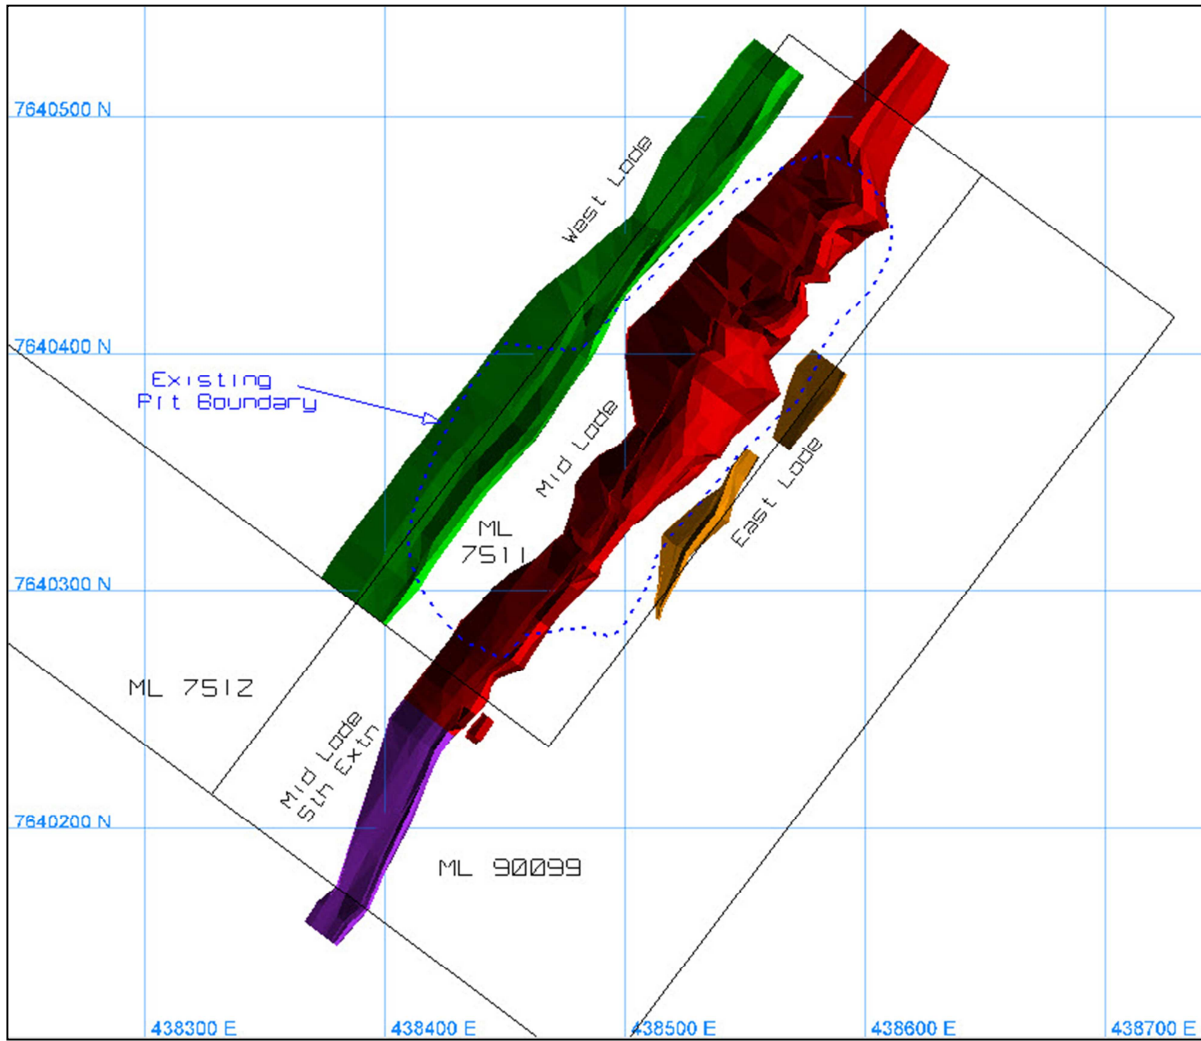 7640500 N
West Lode
7640400 N
Existing
Pit Boundary
Mid Lode
East Lode
ML
7511
7640300 N
ML 7512
Mid Lode
Sth Extn
7640200 N
ML 90099
438300 E
438400 E
438500 E
438600 E
438700 E